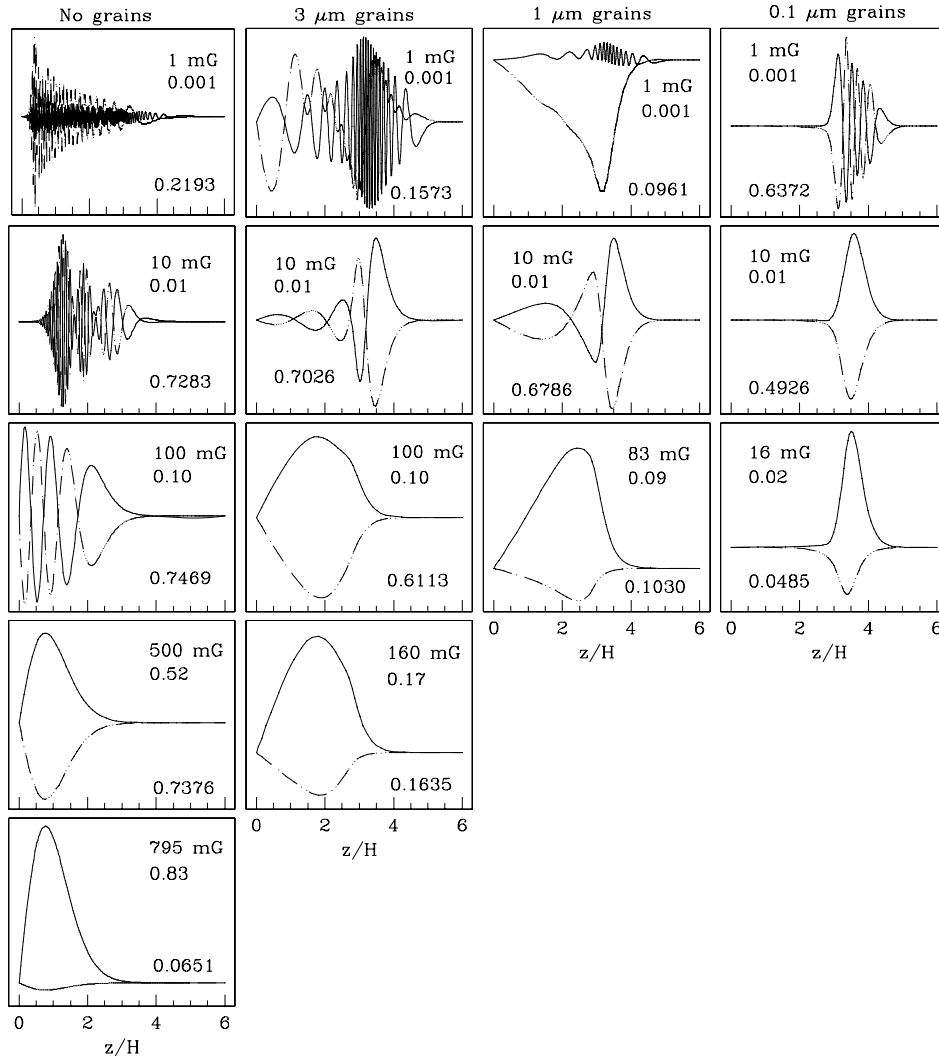 No grains
3 μm grains
1 μm grains
0.1 μm grains
1 mG
0.001
0.2193
1 mG
0.001
0.1573
1 mG
0.001
0.0961
1 mG
0.001
0.6372
10 mG
0.01
0.7283
10 mG
0.01
0.7026
10 mG
0.01
0.6786
10 mG
0.01
0.4926
100 mG
0.10
0.7469
100 mG
0.10
0.6113
83 mG
0.09
0.1030
16 mG
0.02
0.0485
0 2 4 6
z/H
0 2 4 6
z/H
500 mG
0.52
0.7376
160 mG
0.17
0.1635
0 2 4 6
z/H
795 mG
0.83
0.0651
0 2 4 6
z/H